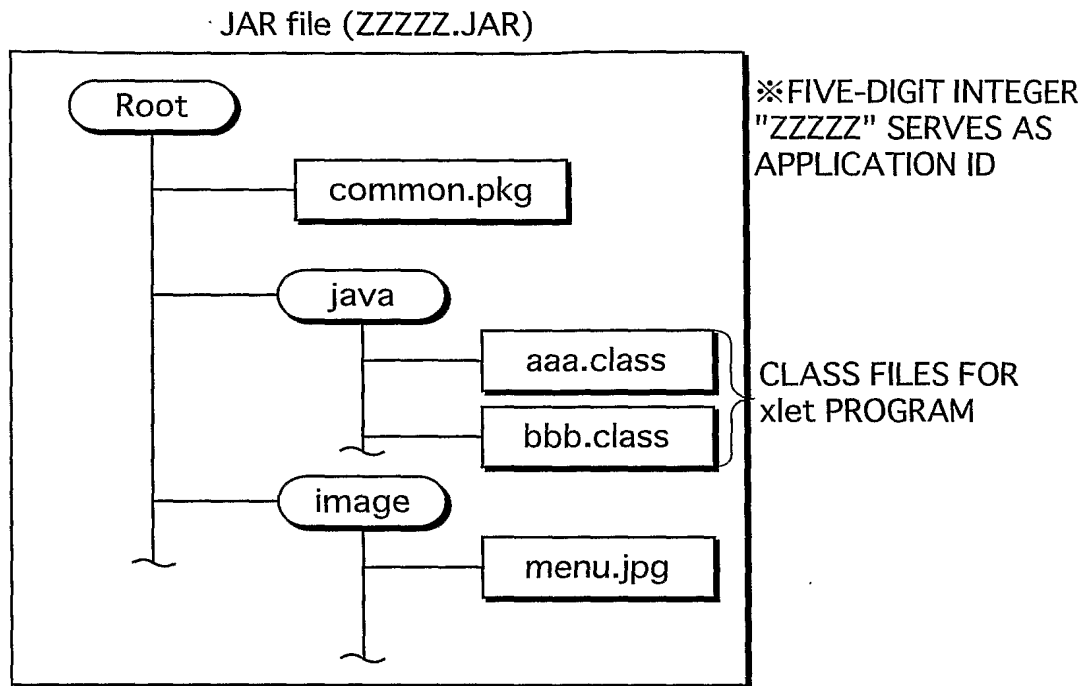 JAR file (ZZZZZ.JAR)
Root
※FIVE-DIGIT INTEGER
"ZZZZZ" SERVES AS
APPLICATION ID
common.pkg
java
aaa.class
bbb.class
CLASS FILES FOR
xlet PROGRAM
image
menu.jpg